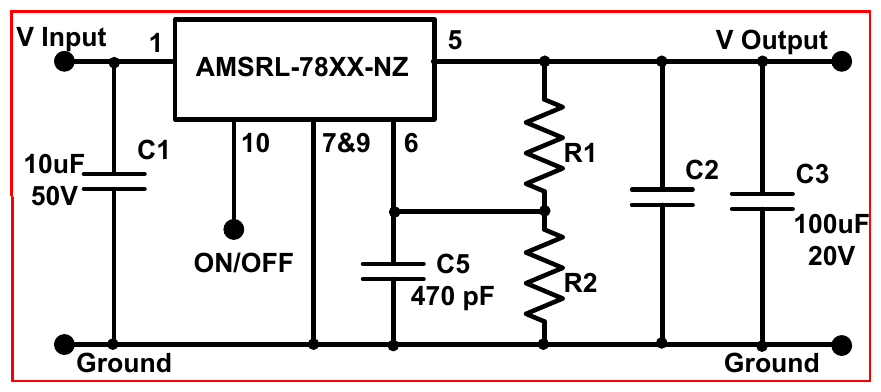 V Input
1
AMSRL-78XX-NZ
5
V Output
10
7&9
6
C1
10uF
50V
R1
C2
C3
100uF
20V
ON/OFF
C5
470 pF
R2
Ground
Ground